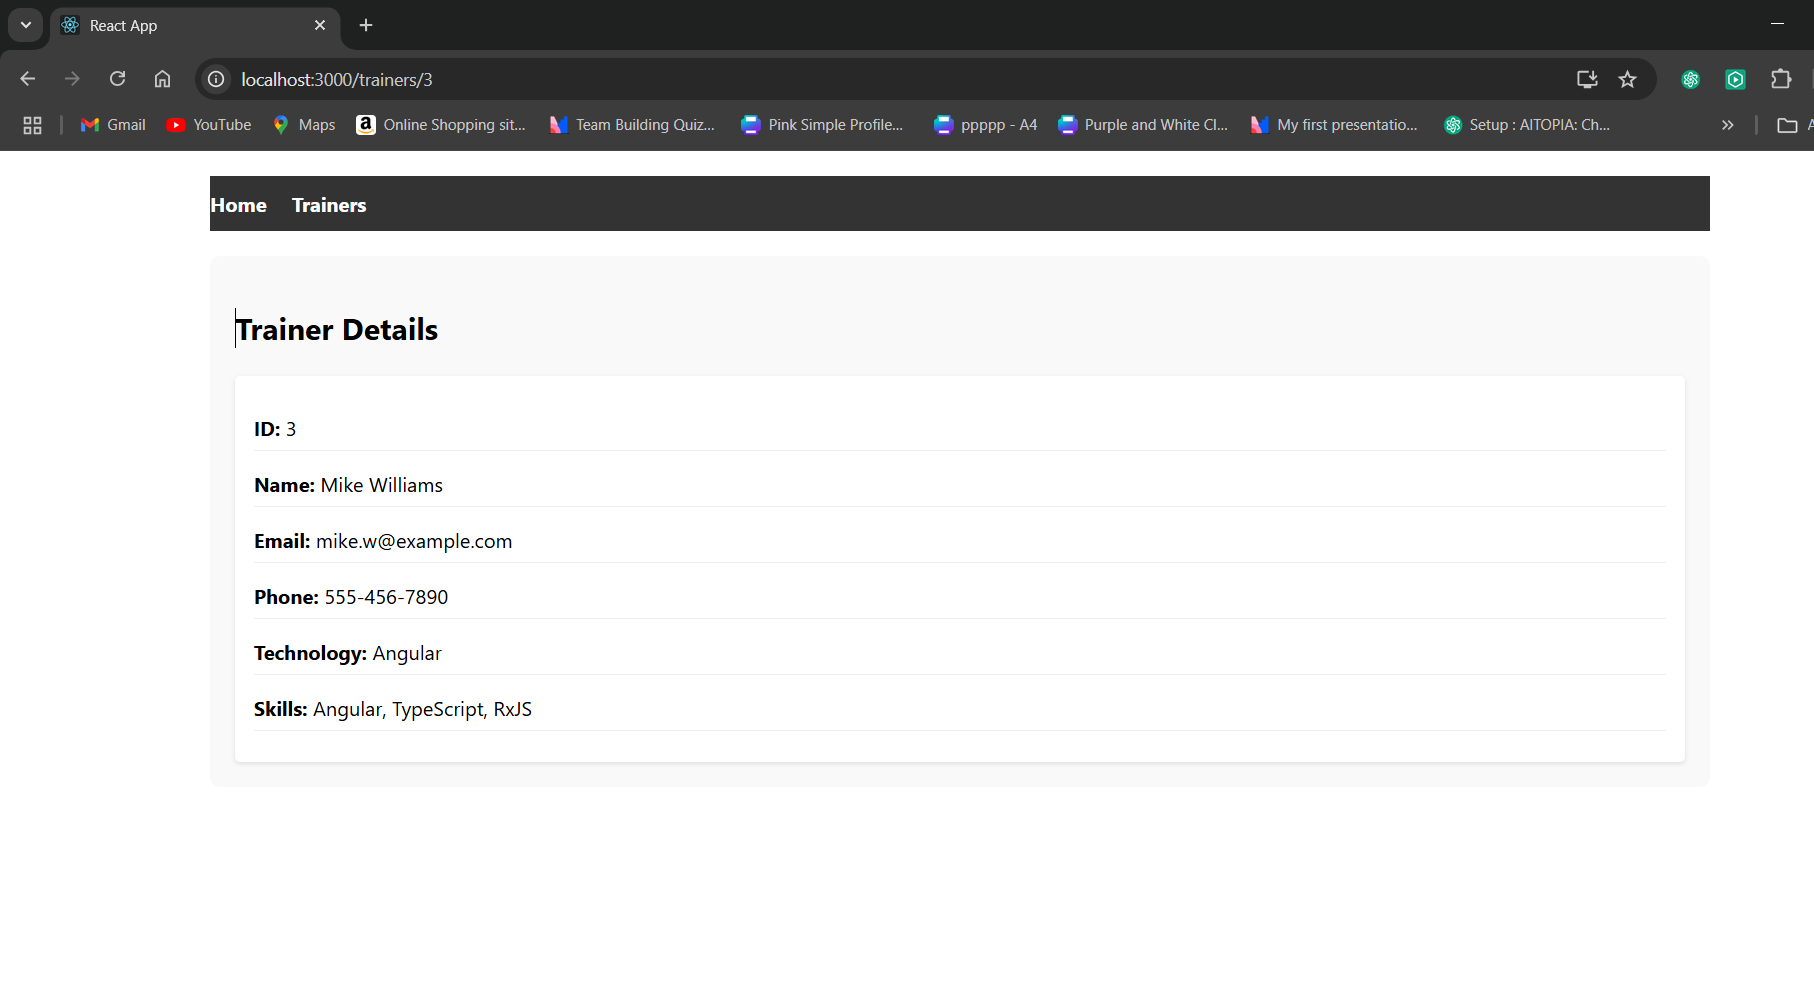 React App
localhost:3000/trainers/3
Gmail YouTube Maps Online Shopping sit... Team Building Quiz... Pink Simple Profile... ppppp - A4 Purple and White Cl... My first presentatio... Setup : AITOPIA: Ch...
Home Trainers
Trainer Details
ID: 3
Name: Mike Williams
Email: mike.w@example.com
Phone: 555-456-7890
Technology: Angular
Skills: Angular, TypeScript, RxJS